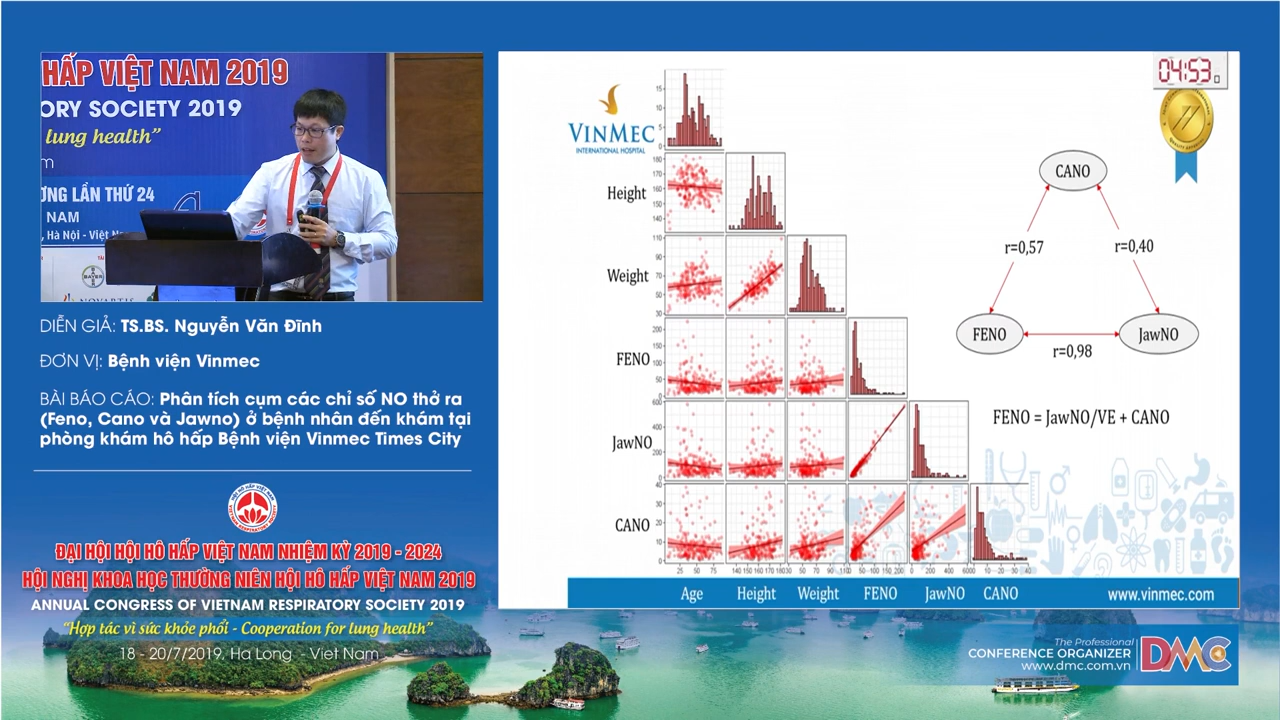 HẤP VIỆT NAM 2019
ORY SOCIETY 2019
lung health”
ƯƠNG LẦN THỨ 24
NAM
, Hà Nội - Việt Na
BAYER
NOVARTIS
DIỄN GIẢ: TS.BS. Nguyễn Văn Đĩnh
ĐƠN VỊ: Bệnh viện Vinmec
BÀI BÁO CÁO: Phân tích cụm các chỉ số NO thở ra
(Feno, Cano và Jawno) ở bệnh nhân đến khám tại
phòng khám hô hấp Bệnh viện Vinmec Times City
ĐẠI HỘI HỘI HÔ HẤP VIỆT NAM NHIỆM KỲ 2019 - 2024
HỘI NGHỊ KHOA HỌC THƯỜNG NIÊN HỘI HÔ HẤP VIỆT NAM 2019
ANNUAL CONGRESS OF VIETNAM RESPIRATORY SOCIETY 2019
“Hợp tác vì sức khỏe phổi - Cooperation for lung health”
18 - 20/7/2019, Ha Long - Viet Nam
04:53
VINMEC
INTERNATIONAL HOSPITAL
Height
Weight
FENO
JawNO
CANO
Age
Height
Weight
FENO
JawNO
CANO
CANO
r=0,57
r=0,40
FENO
JawNO
r=0,98
FENO = JawNO/VE + CANO
www.vinmec.com
The Professional
CONFERENCE ORGANIZER
www.dmc.com.vn
DMC